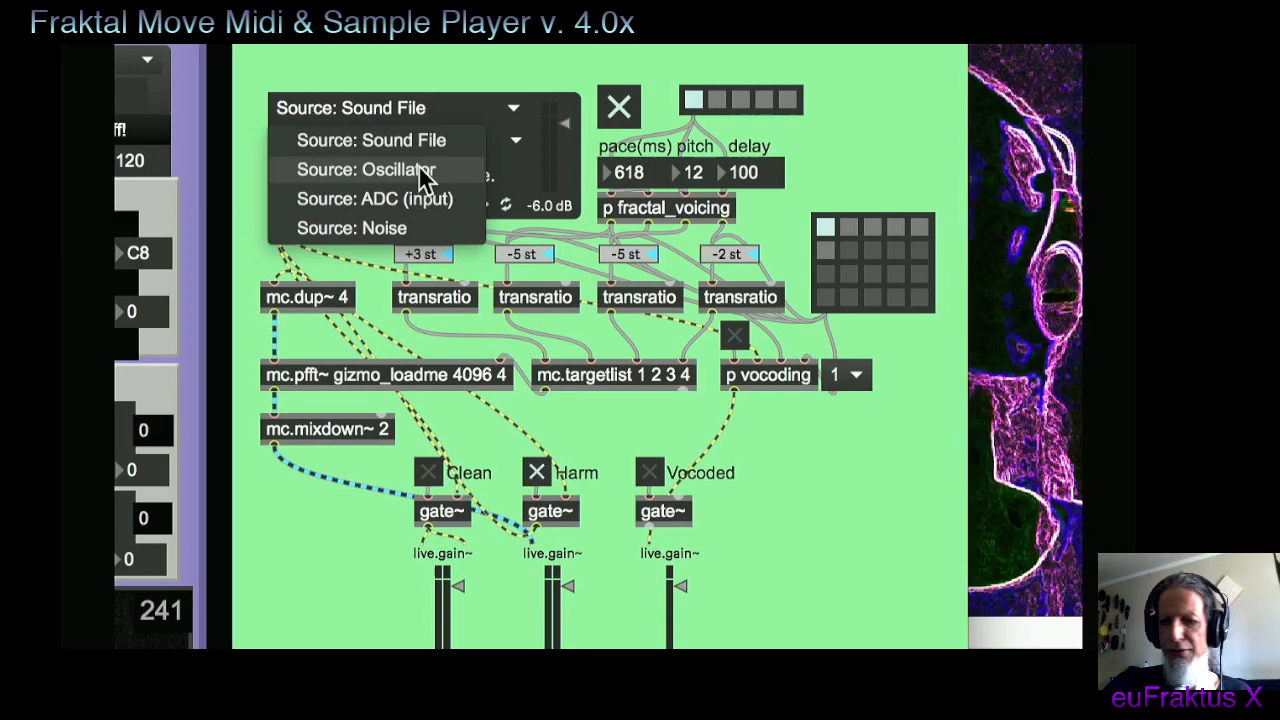 Fraktal Move Midi & Sample Player v. 4.0x
ff!
120
C8
0
0
0
0
0
241
Source: Sound File
Source: Sound File
Source: Oscillator
Source: ADC (input)
Source: Noise
e.
-6.0 dB
pace(ms) pitch delay
618 12 100
p fractal_voicing
+3 st -5 st -5 st -2 st
mc.dup~ 4 transratio transratio transratio transratio
mc.pfft~ gizmo_loadme 4096 4 mc.targetlist 1 2 3 4 p vocoding 1
mc.mixdown~ 2
Clean Harm Vocoded
gate~ gate~ gate~
live.gain~ live.gain~ live.gain~
euFraktus X